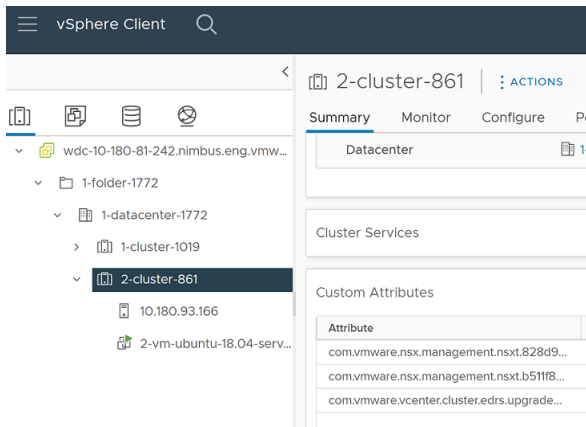 vSphere Client
2-cluster-861
ACTIONS
Summary
Monitor
Configure
Datacenter
Cluster Services
Custom Attributes
Attribute
com.vmware.nsx.management.nsxt.828d9...
com.vmware.nsx.management.nsxt.b511f8...
com.vmware.vcenter.cluster.edrs.upgrade...
wdc-10-180-81-242.nimbus.eng.vmw...
1-folder-1772
1-datacenter-1772
1-cluster-1019
2-cluster-861
10.180.93.166
2-vm-ubuntu-18.04-serv...